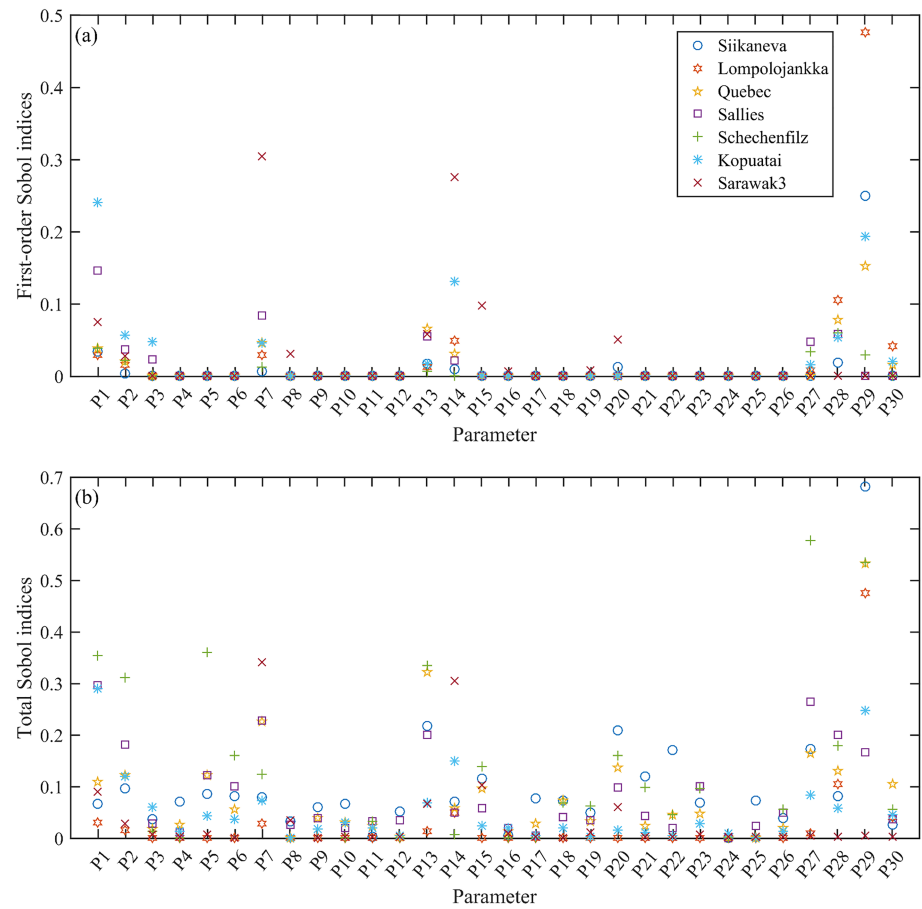 (a)
0.5
0.4
0.3
0.2
0.1
0
First-order Sobol indices
Siikaneva
Lompolojankka
Quebec
Sallies
Schechenfilz
Kopuatai
Sarawak3
P1 P2 P3 P4 P5 P6 P7 P8 P9 P10 P11 P12 P13 P14 P15 P16 P17 P18 P19 P20 P21 P22 P23 P24 P25 P26 P27 P28 P29 P30
Parameter
(b)
0.7
0.6
0.5
0.4
0.3
0.2
0.1
0
Total Sobol indices
P1 P2 P3 P4 P5 P6 P7 P8 P9 P10 P11 P12 P13 P14 P15 P16 P17 P18 P19 P20 P21 P22 P23 P24 P25 P26 P27 P28 P29 P30
Parameter